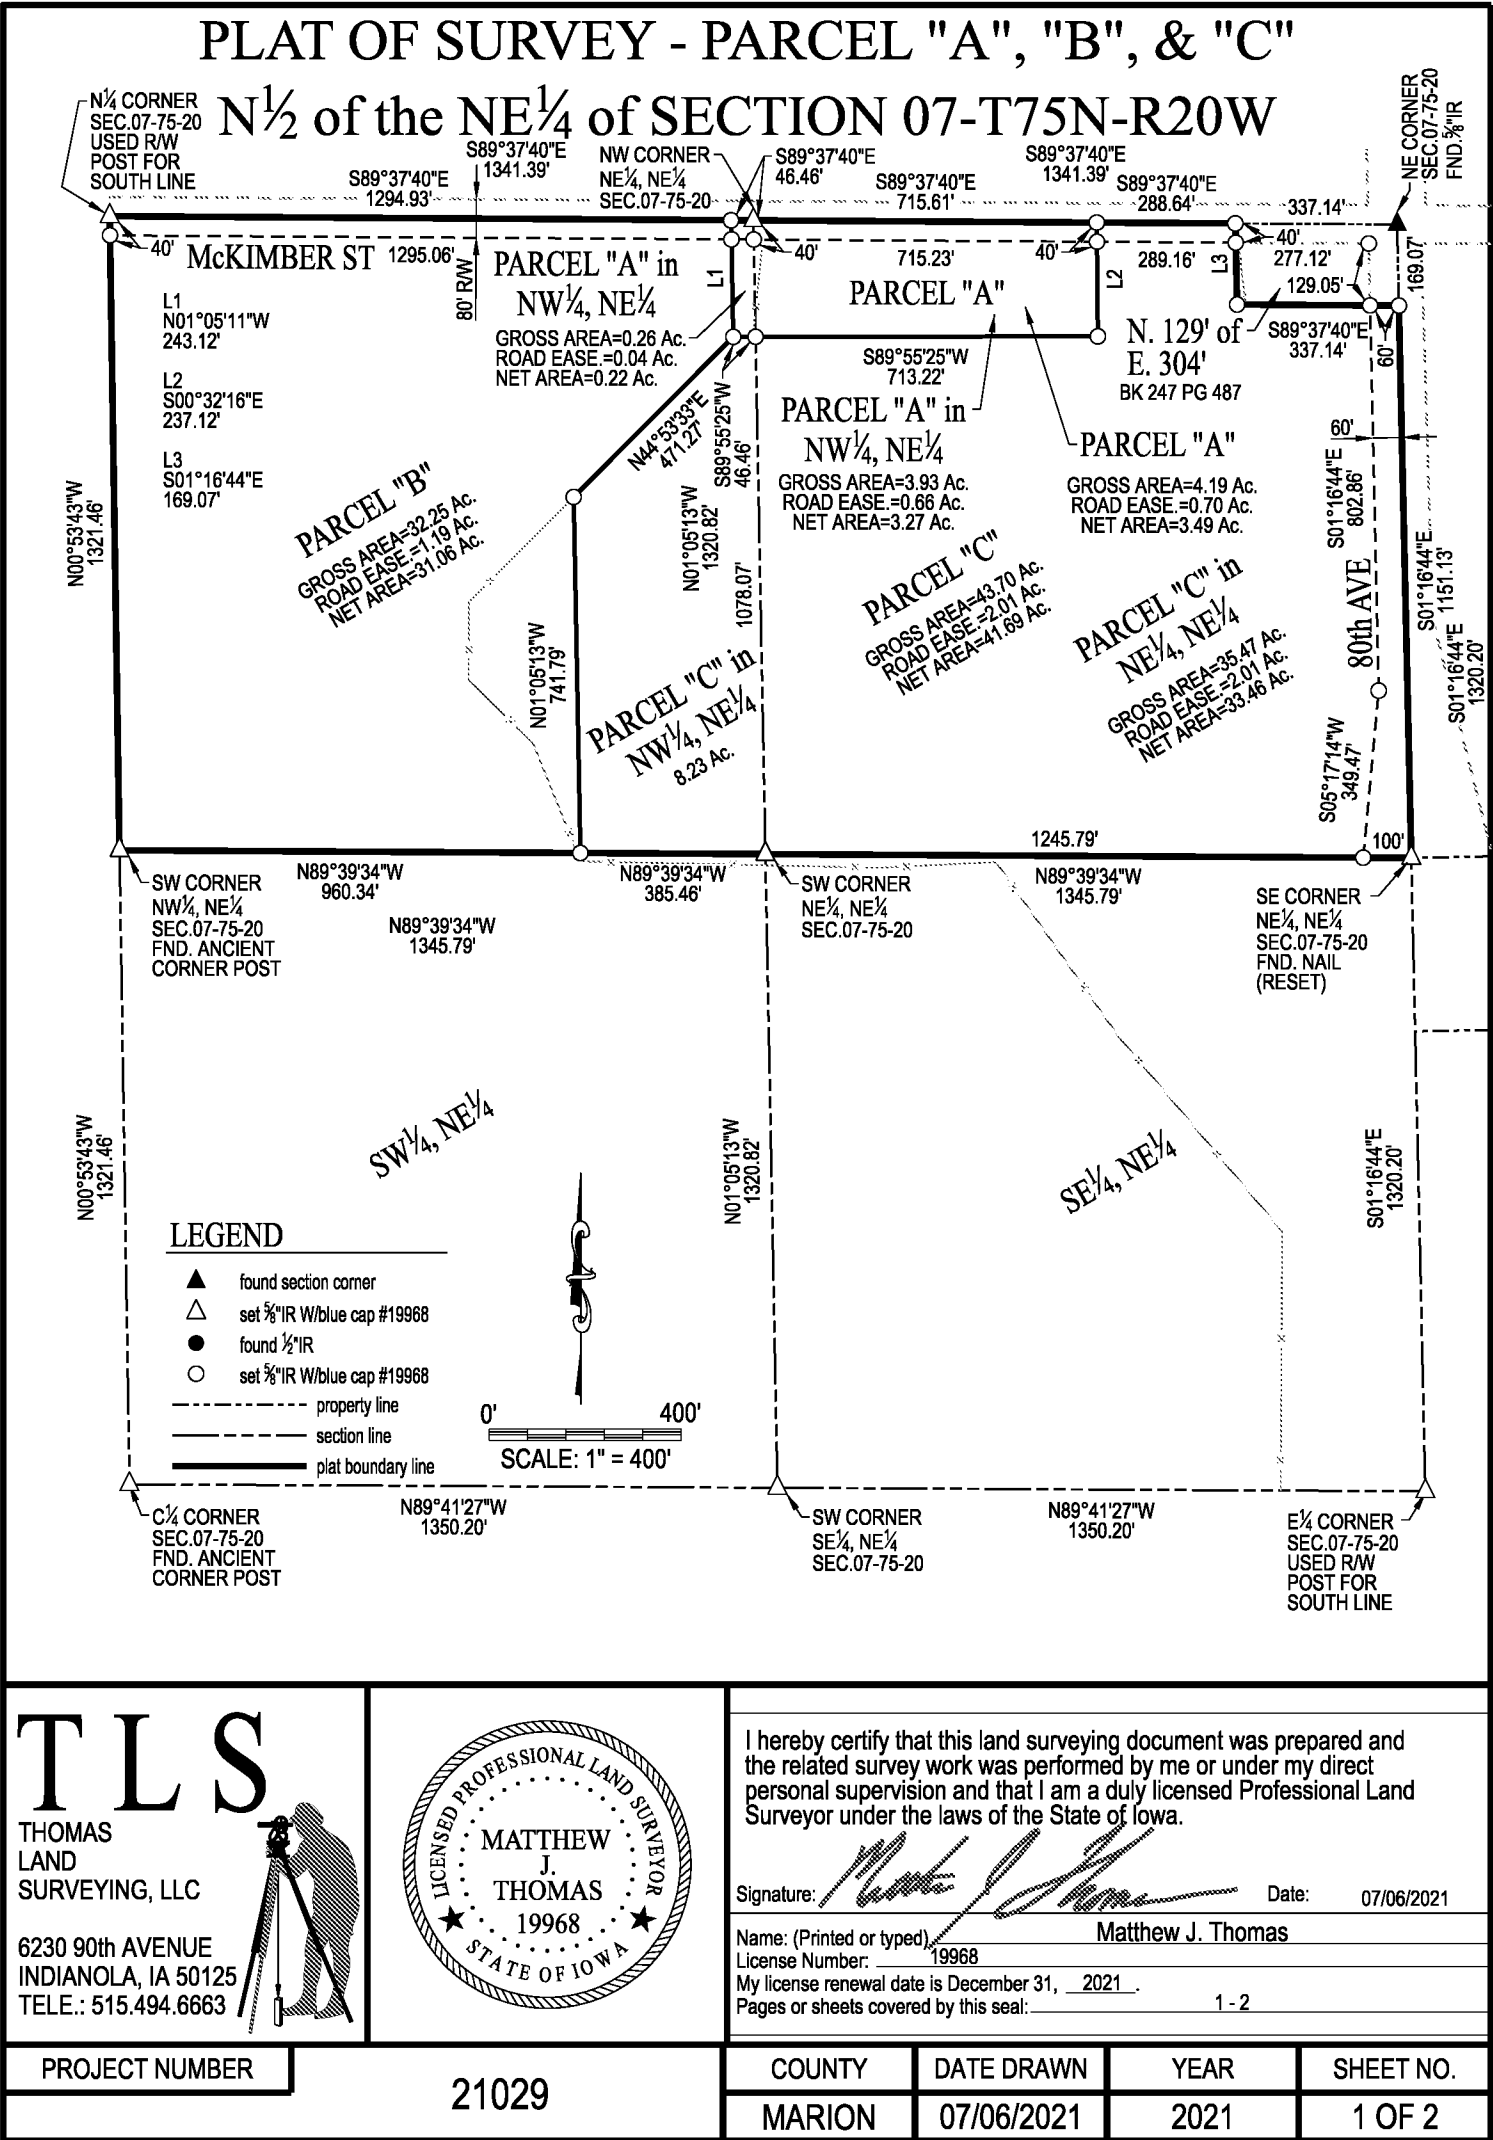 PLAT OF SURVEY - PARCEL "A", "B", & "C"
N½ of the NE¼ of SECTION 07-T75N-R20W
N¼ CORNER
SEC.07-75-20
USED R/W
POST FOR
SOUTH LINE
S89°37'40"E
1294.93'
S89°37'40"E
1341.39'
NW CORNER
NE¼, NE¼
SEC.07-75-20
S89°37'40"E
46.46'
S89°37'40"E
715.61'
S89°37'40"E
1341.39'
S89°37'40"E
288.64'
337.14'
NE CORNER
SEC.07-75-20
FND.⅝"IR
40'
McKIMBER ST
1295.06'
80' R/W
PARCEL "A" in
NW¼, NE¼
GROSS AREA=0.26 Ac.
ROAD EASE.=0.04 Ac.
NET AREA=0.22 Ac.
L1
40'
715.23'
PARCEL "A"
40'
L2
289.16'
L3
40'
277.12'
129.05'
169.07'
L1
N01°05'11"W
243.12'
L2
S00°32'16"E
237.12'
L3
S01°16'44"E
169.07'
N. 129' of
E. 304'
BK 247 PG 487
S89°37'40"E
337.14'
60'
S89°55'25"W
713.22'
PARCEL "A" in
NW¼, NE¼
GROSS AREA=3.93 Ac.
ROAD EASE.=0.66 Ac.
NET AREA=3.27 Ac.
PARCEL "A"
GROSS AREA=4.19 Ac.
ROAD EASE.=0.70 Ac.
NET AREA=3.49 Ac.
N44°53'33"E
471.27'
S89°55'25"W
46.46'
60'
S01°16'44"E
802.86'
N00°53'43"W
1321.46'
PARCEL "B"
GROSS AREA=32.25 Ac.
ROAD EASE.=1.19 Ac.
NET AREA=31.06 Ac.
N01°05'13"W
1320.82'
1078.07'
PARCEL "C"
GROSS AREA=43.70 Ac.
ROAD EASE.=2.01 Ac.
NET AREA=41.69 Ac.
PARCEL "C" in
NE¼, NE¼
GROSS AREA=35.47 Ac.
ROAD EASE.=2.01 Ac.
NET AREA=33.46 Ac.
80th AVE
S01°16'44"E
1151.13'
S01°16'44"E
1320.20'
N01°05'13"W
741.79'
PARCEL "C" in
NW¼, NE¼
8.23 Ac.
S05°17'14"W
349.47'
1245.79'
100'
SW CORNER
NW¼, NE¼
SEC.07-75-20
FND. ANCIENT
CORNER POST
N89°39'34"W
960.34'
N89°39'34"W
1345.79'
N89°39'34"W
385.46'
SW CORNER
NE¼, NE¼
SEC.07-75-20
N89°39'34"W
1345.79'
SE CORNER
NE¼, NE¼
SEC.07-75-20
FND. NAIL
(RESET)
N00°53'43"W
1321.46'
SW¼, NE¼
N01°05'13"W
1320.82'
SE¼, NE¼
S01°16'44"E
1320.20'
LEGEND
found section corner
set ⅝"IR W/blue cap #19968
found ½"IR
set ⅝"IR W/blue cap #19968
property line
section line
plat boundary line
0' 400'
SCALE: 1" = 400'
C¼ CORNER
SEC.07-75-20
FND. ANCIENT
CORNER POST
N89°41'27"W
1350.20'
SW CORNER
SE¼, NE¼
SEC.07-75-20
N89°41'27"W
1350.20'
E¼ CORNER
SEC.07-75-20
USED R/W
POST FOR
SOUTH LINE
TLS
THOMAS
LAND
SURVEYING, LLC
6230 90th AVENUE
INDIANOLA, IA 50125
TELE.: 515.494.6663
LICENSED PROFESSIONAL LAND SURVEYOR
MATTHEW
J.
THOMAS
19968
STATE OF IOWA
I hereby certify that this land surveying document was prepared and
the related survey work was performed by me or under my direct
personal supervision and that I am a duly licensed Professional Land
Surveyor under the laws of the State of Iowa.
Signature: Date: 07/06/2021
Name: (Printed or typed) Matthew J. Thomas
License Number: 19968
My license renewal date is December 31, 2021 .
Pages or sheets covered by this seal: 1 - 2
PROJECT NUMBER
21029
COUNTY DATE DRAWN YEAR SHEET NO.
MARION 07/06/2021 2021 1 OF 2